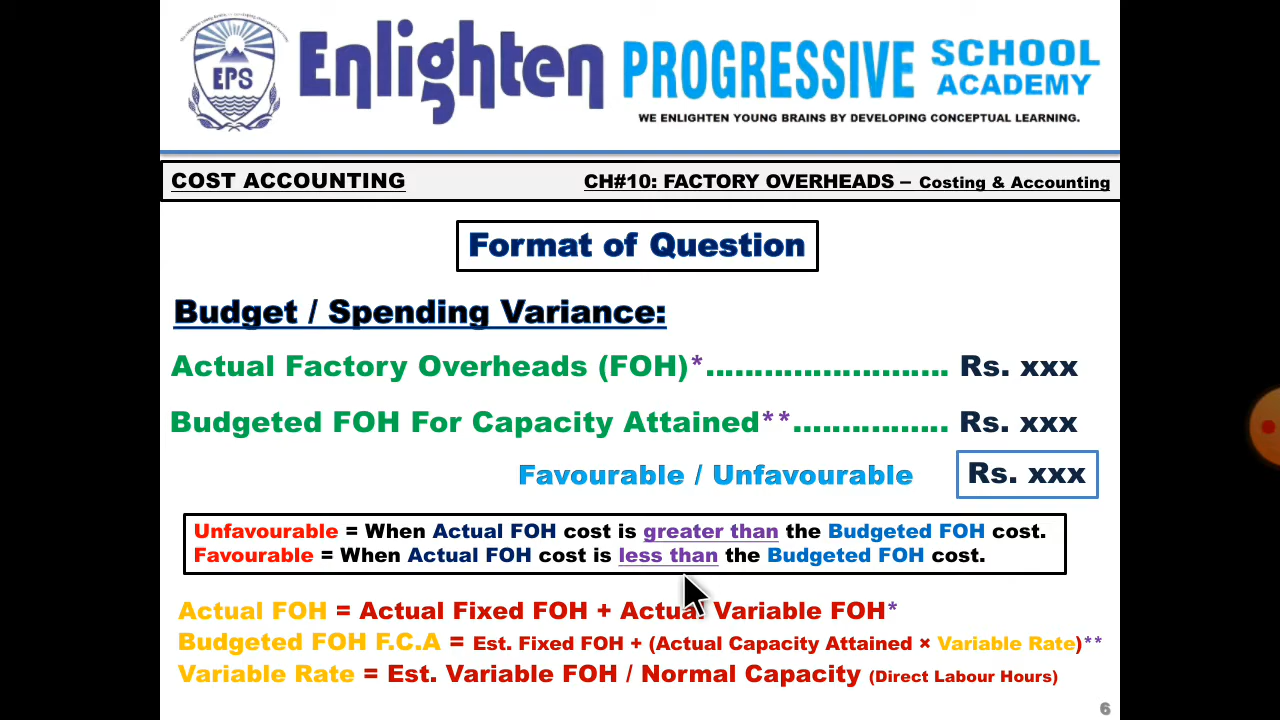 EPS
Enlighten PROGRESSIVE SCHOOL ACADEMY
WE ENLIGHTEN YOUNG BRAINS BY DEVELOPING CONCEPTUAL LEARNING.
COST ACCOUNTING CH#10: FACTORY OVERHEADS – Costing & Accounting
Format of Question
Budget / Spending Variance:
Actual Factory Overheads (FOH)*......................... Rs. xxx
Budgeted FOH For Capacity Attained**................ Rs. xxx
Favourable / Unfavourable Rs. xxx
Unfavourable = When Actual FOH cost is greater than the Budgeted FOH cost.
Favourable = When Actual FOH cost is less than the Budgeted FOH cost.
Actual FOH = Actual Fixed FOH + Actual Variable FOH*
Budgeted FOH F.C.A = Est. Fixed FOH + (Actual Capacity Attained × Variable Rate)**
Variable Rate = Est. Variable FOH / Normal Capacity (Direct Labour Hours)
6